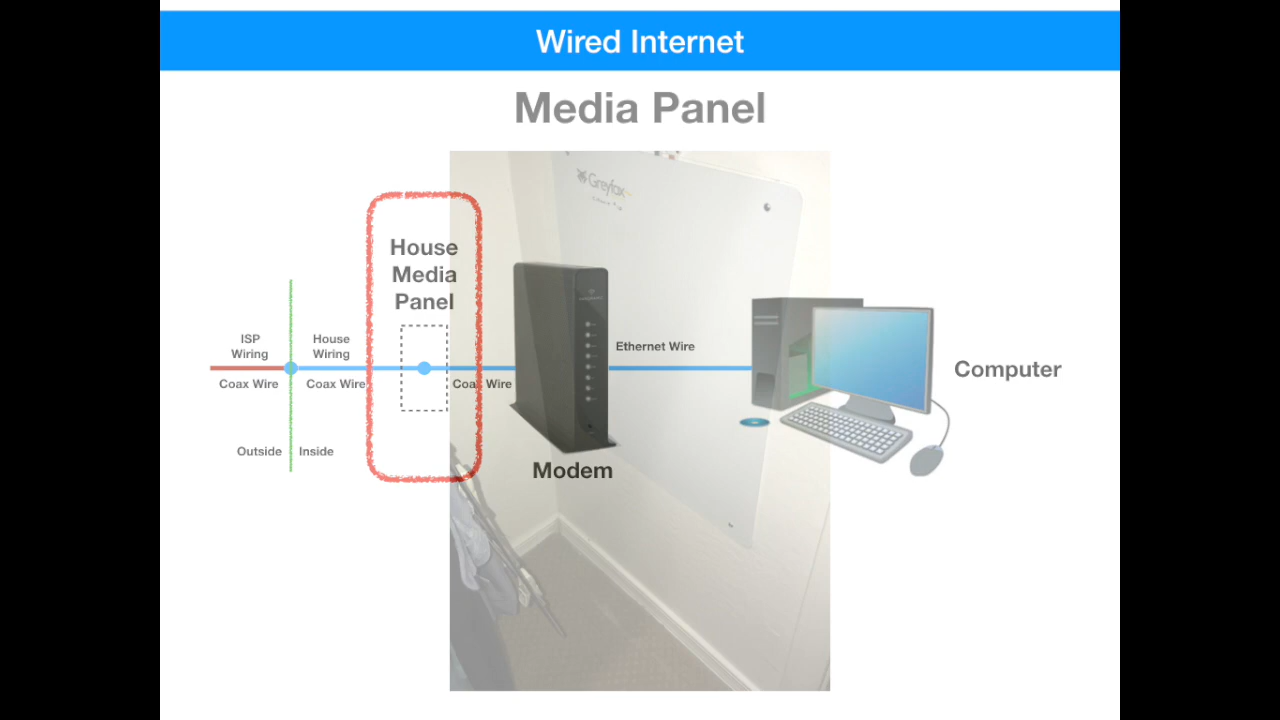 Wired Internet
Media Panel
Greyfox
House
Media
Panel
ISP
Wiring
House
Wiring
Ethernet Wire
Coax Wire
Coax Wire
Coax Wire
Computer
Outside
Inside
Modem